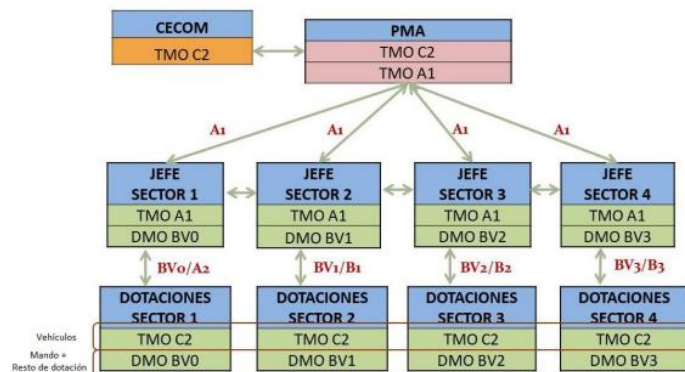 CECOM
TMO C2
PMA
TMO C2
TMO A1
A1 A1 A1 A1
JEFE
SECTOR 1
TMO A1
DMO BV0
JEFE
SECTOR 2
TMO A1
DMO BV1
JEFE
SECTOR 3
TMO A1
DMO BV2
JEFE
SECTOR 4
TMO A1
DMO BV3
BV0/A2 BV1/B1 BV2/B2 BV3/B3
DOTACIONES
SECTOR 1
TMO C2
DMO BV0
DOTACIONES
SECTOR 2
TMO C2
DMO BV1
DOTACIONES
SECTOR 3
TMO C2
DMO BV2
DOTACIONES
SECTOR 4
TMO C2
DMO BV3
Vehículos
Mando +
Resto de dotación